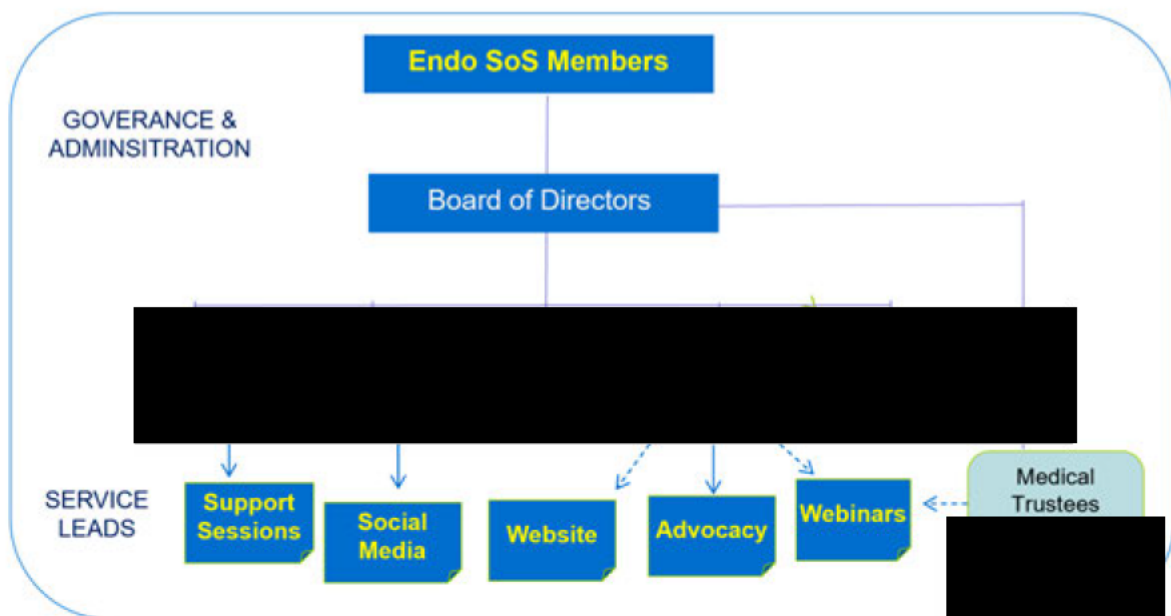 Endo SoS Members
GOVERANCE &
ADMINSITRATION
Board of Directors
SERVICE
LEADS
Support
Sessions
Social
Media
Website
Advocacy
Webinars
Medical
Trustees